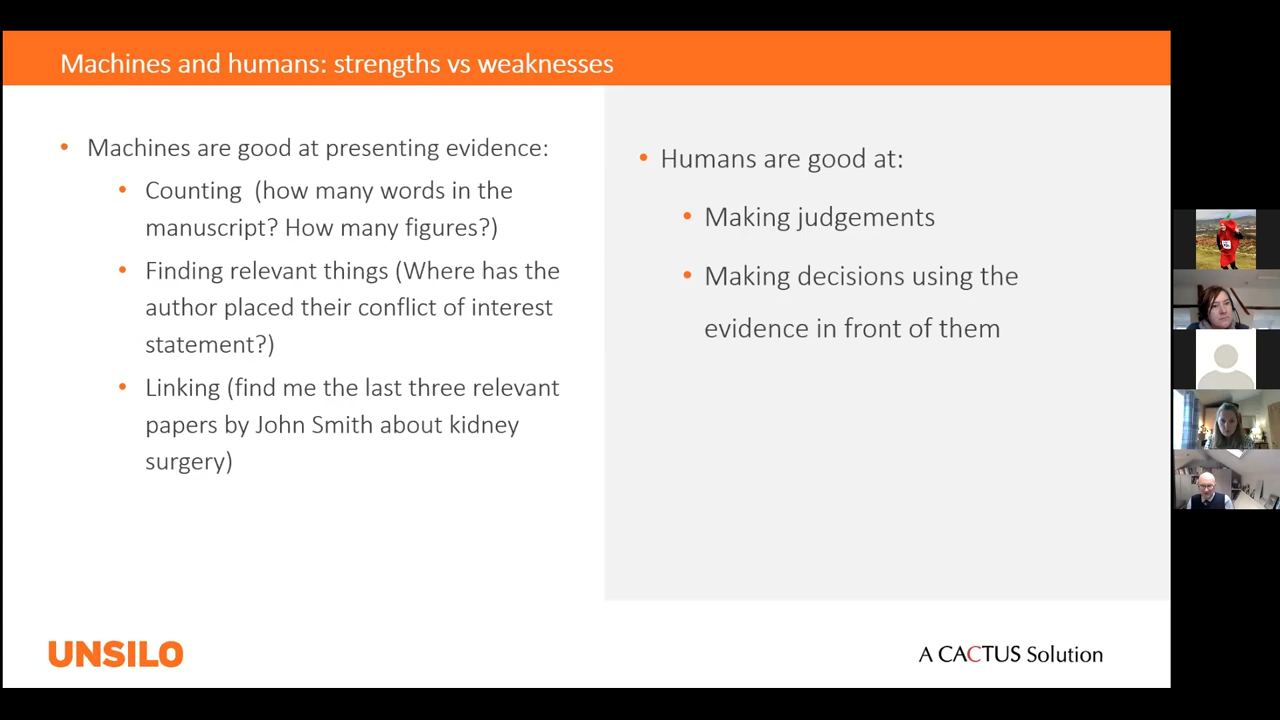 Machines and humans: strengths vs weaknesses
• Machines are good at presenting evidence:
• Counting (how many words in the
manuscript? How many figures?)
• Finding relevant things (Where has the
author placed their conflict of interest
statement?)
• Linking (find me the last three relevant
papers by John Smith about kidney
surgery)
• Humans are good at:
• Making judgements
• Making decisions using the
evidence in front of them
UNSILO
A CACTUS Solution